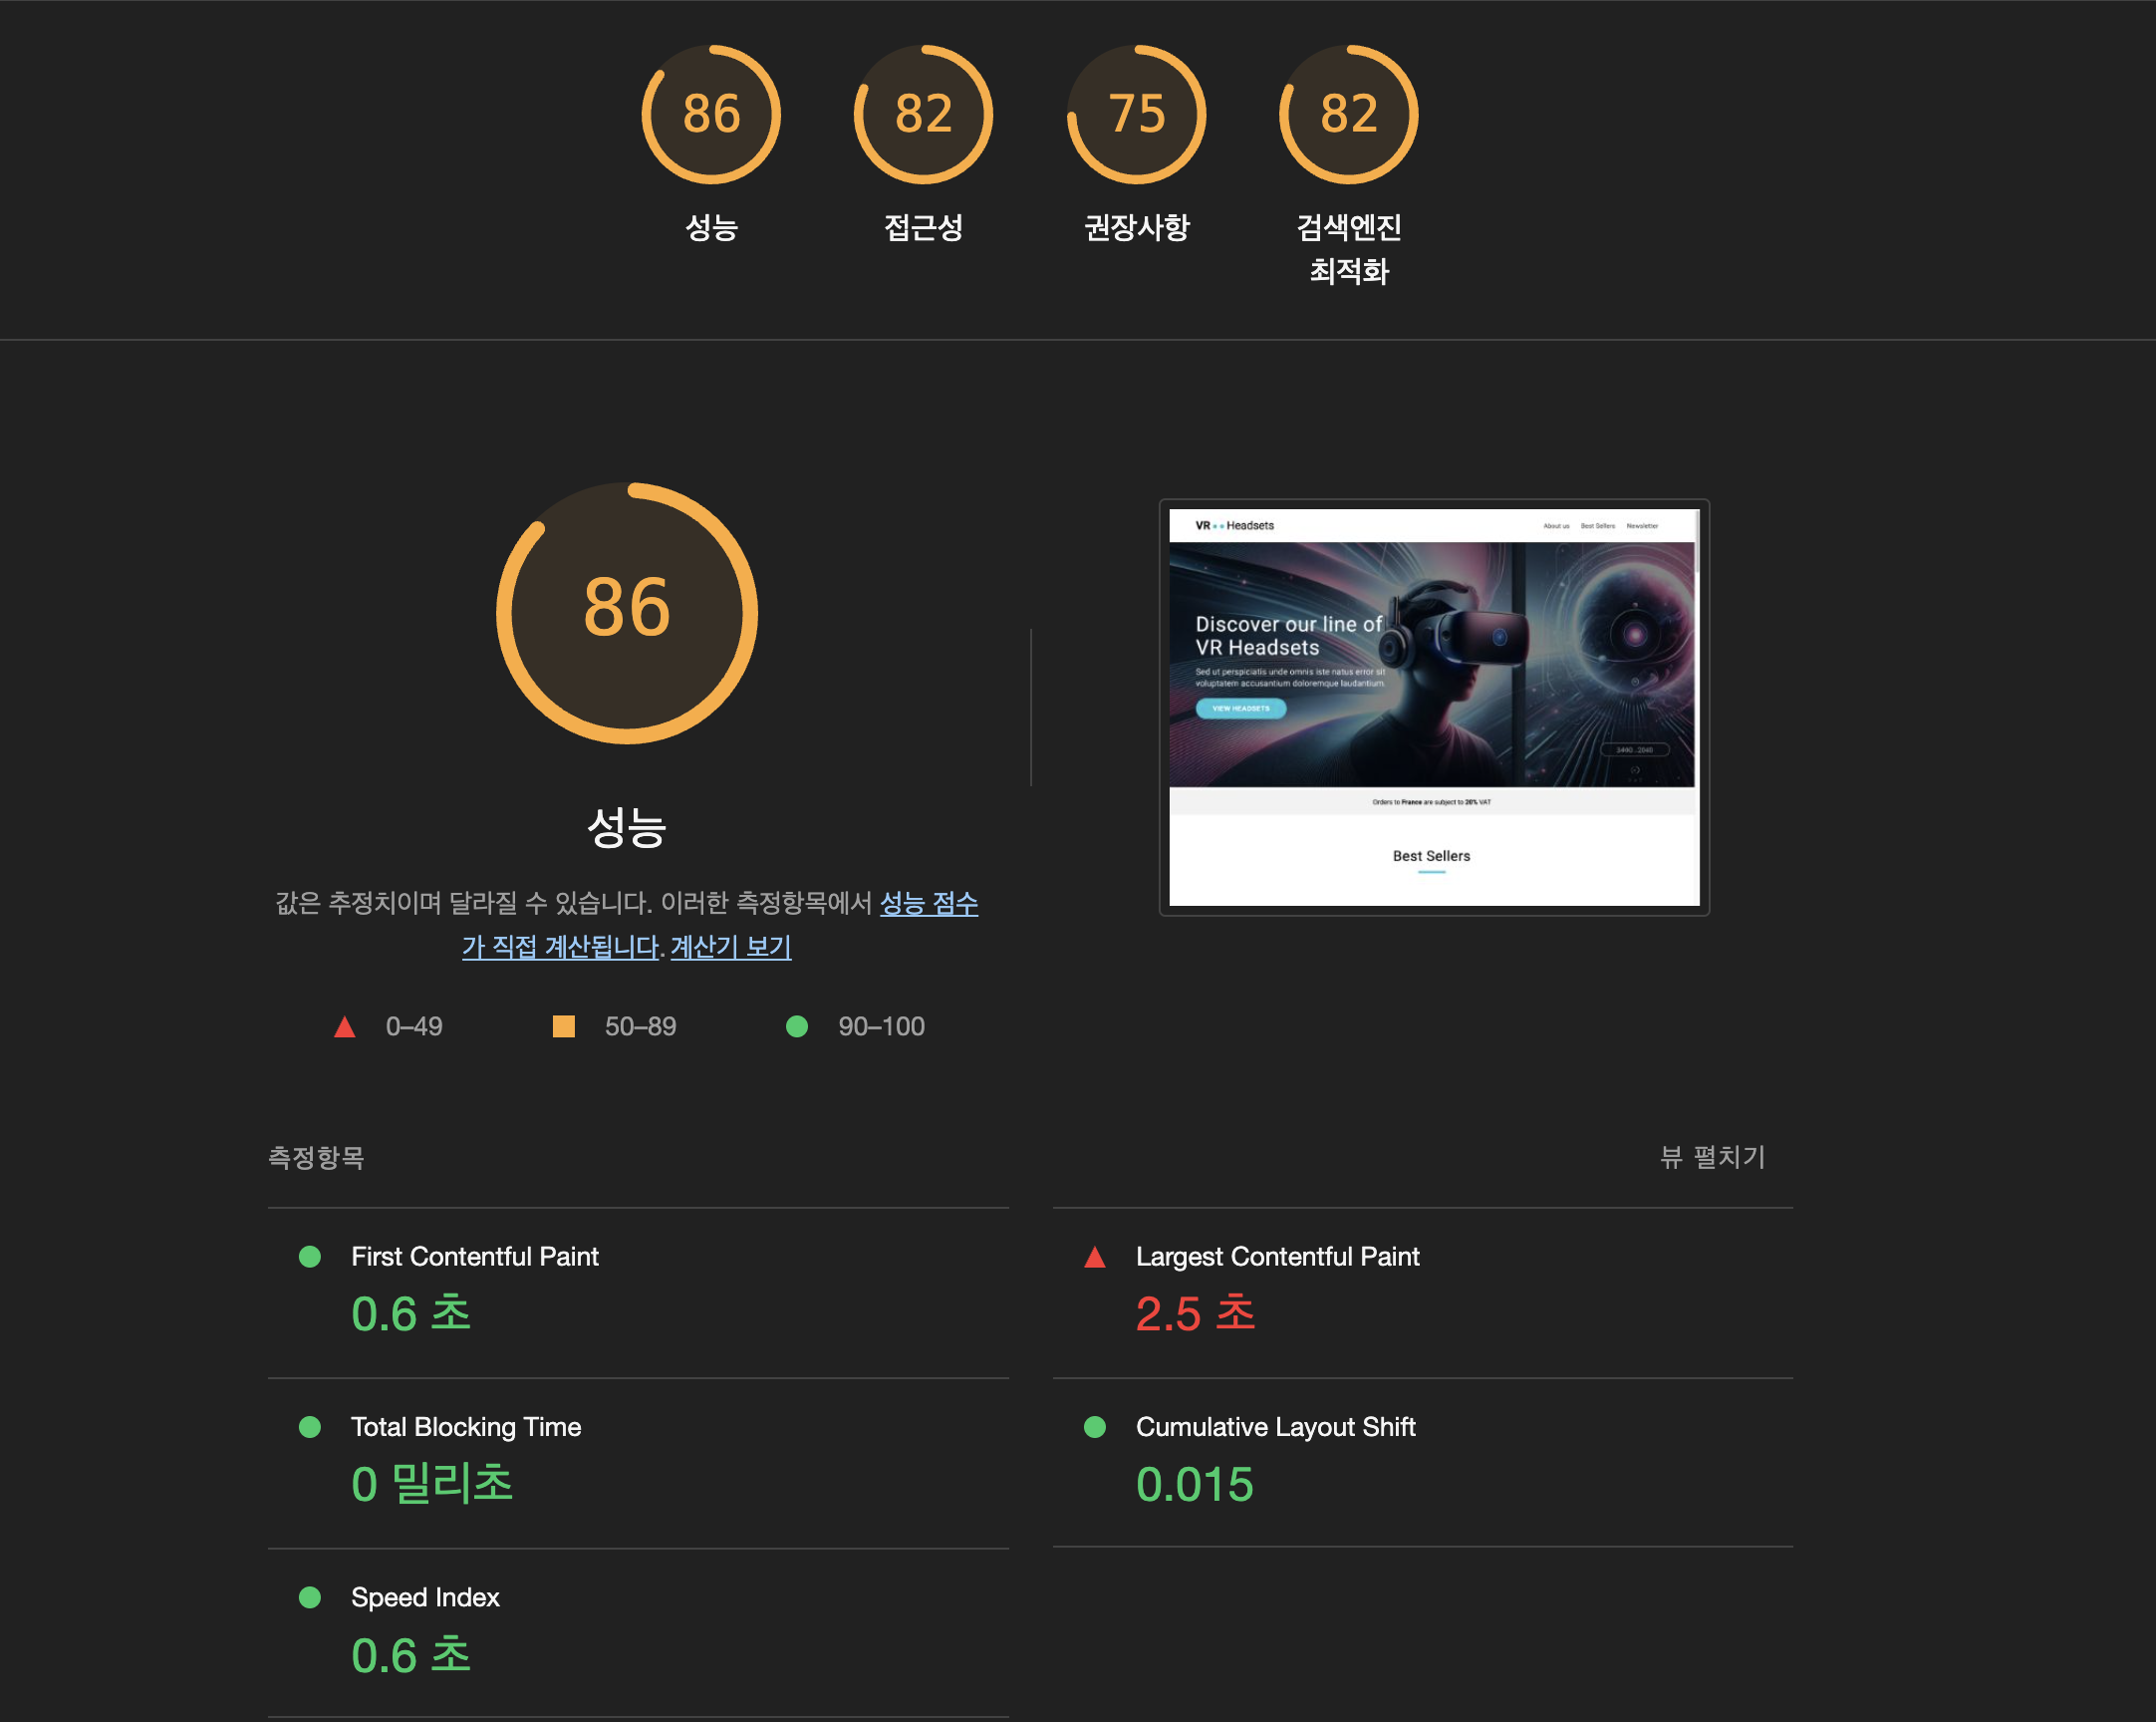 86
82
75
82
성능
접근성
권장사항
검색엔진
최적화
86
성능
값은 추정치이며 달라질 수 있습니다. 이러한 측정항목에서 성능 점수
가 직접 계산됩니다. 계산기 보기
0–49
50–89
90–100
VR Headsets
About us
Best Sellers
Newsletter
Discover our line of
VR Headsets
Sed ut perspiciatis unde omnis iste natus error sit
voluptatem accusantium doloremque laudantium.
VIEW HEADSETS
Orders to France are subject to 20% VAT
Best Sellers
측정항목
뷰 펼치기
First Contentful Paint
0.6 초
Largest Contentful Paint
2.5 초
Total Blocking Time
0 밀리초
Cumulative Layout Shift
0.015
Speed Index
0.6 초